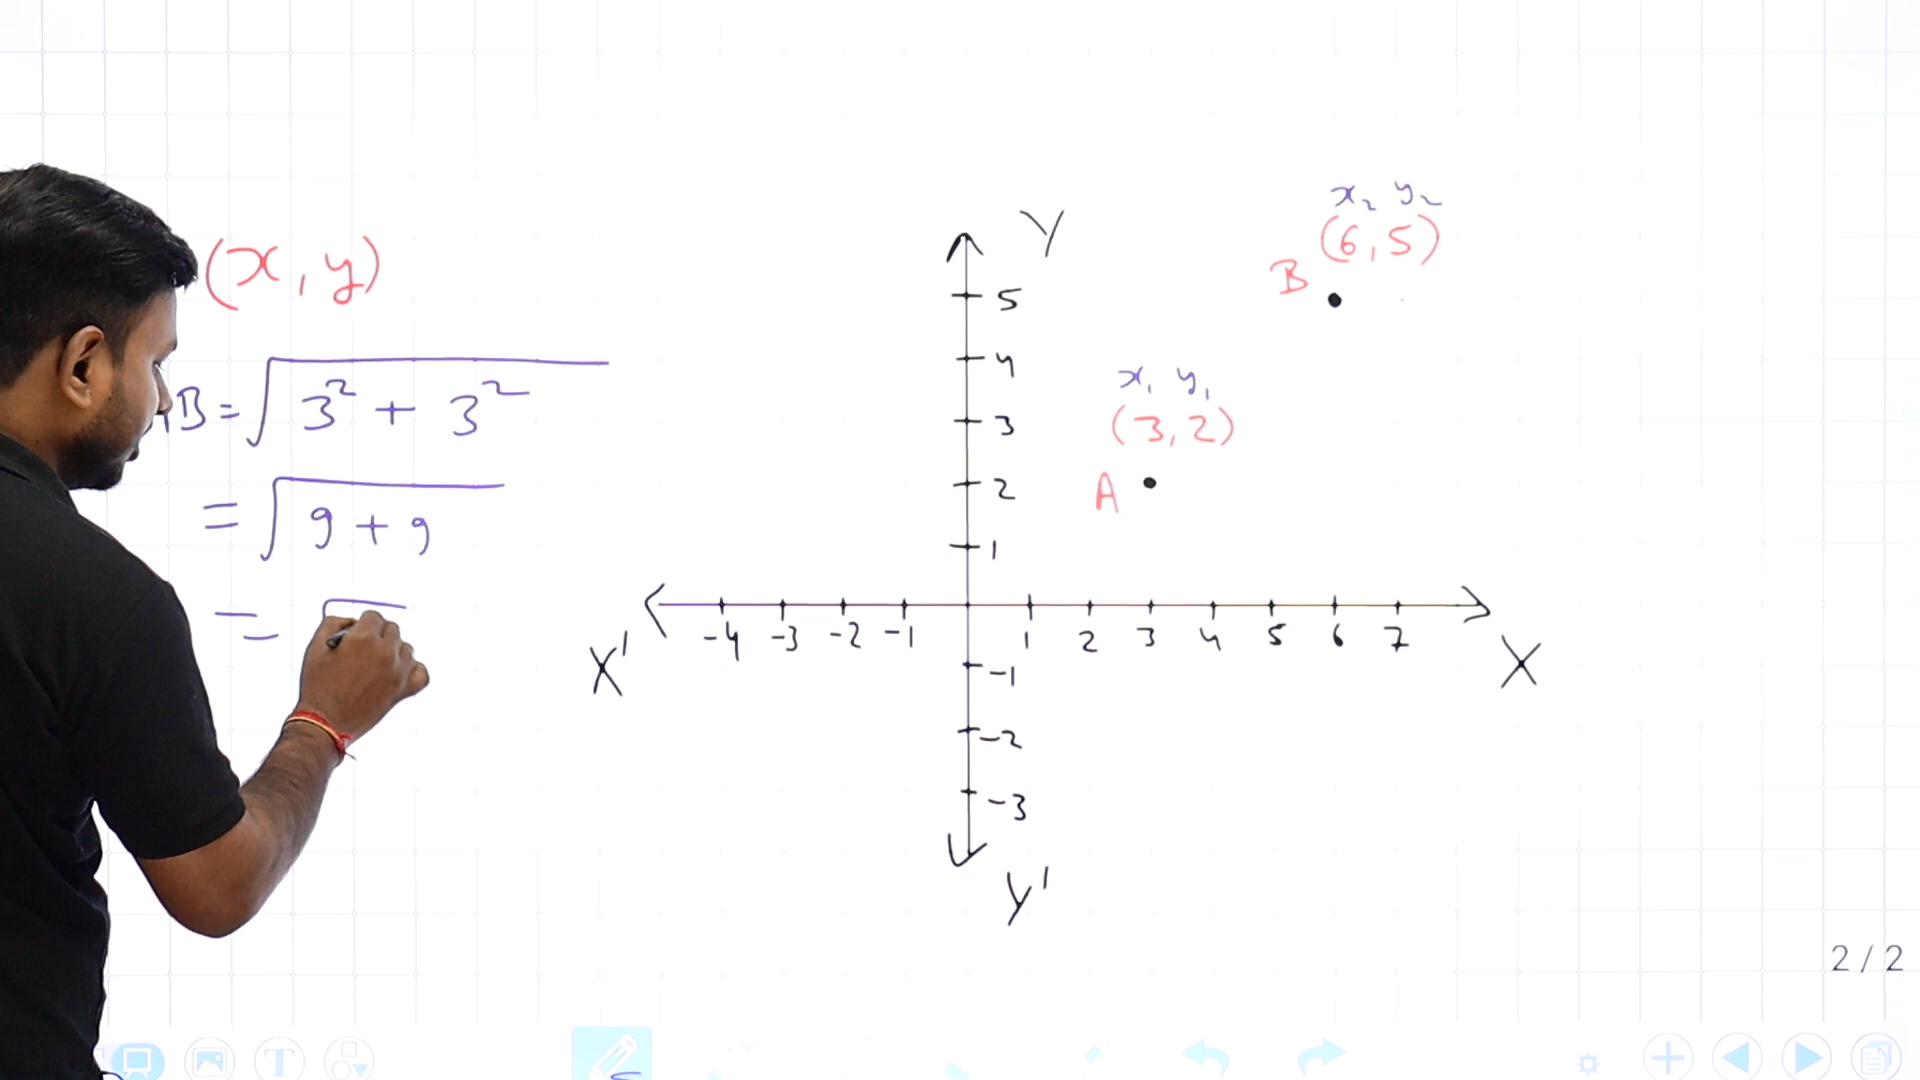 (x, y)
AB = √3² + 3²
= √9 + 9
= √
Y
5
4
3
2
1
-4 -3 -2 -1 1 2 3 4 5 6 7
X' X
-1
-2
-3
Y'
x₂ y₂
(6, 5)
B
x₁ y₁
(3, 2)
A
2 / 2
T